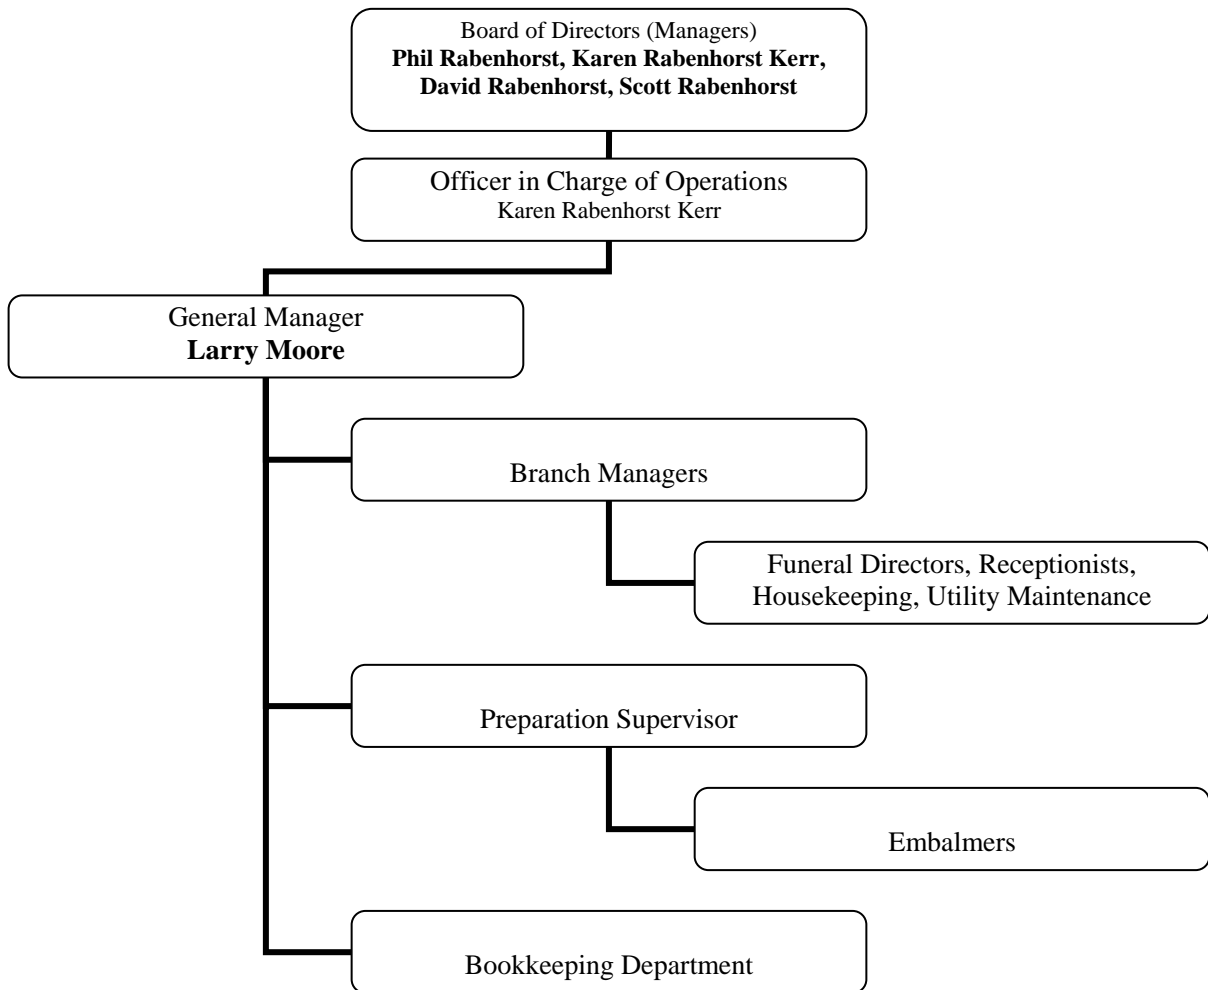 Board of Directors (Managers)
Phil Rabenhorst, Karen Rabenhorst Kerr,
David Rabenhorst, Scott Rabenhorst
Officer in Charge of Operations
Karen Rabenhorst Kerr
General Manager
Larry Moore
Branch Managers
Funeral Directors, Receptionists,
Housekeeping, Utility Maintenance
Preparation Supervisor
Embalmers
Bookkeeping Department